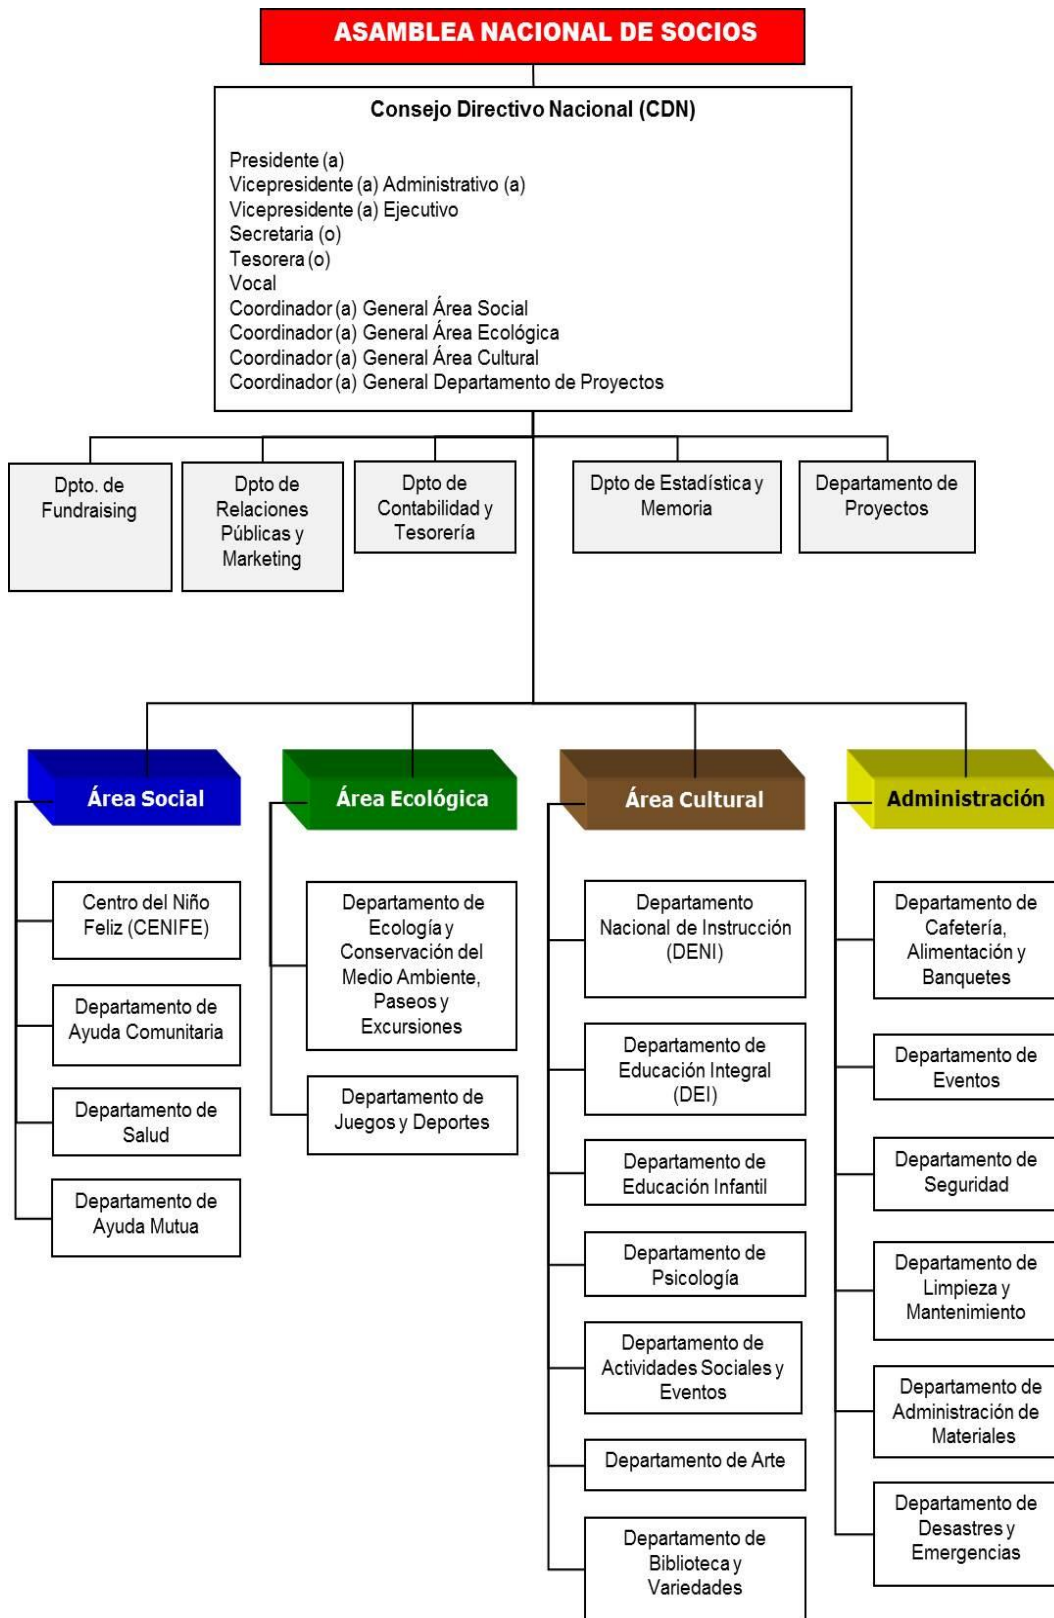 ASAMBLEA NACIONAL DE SOCIOS
Consejo Directivo Nacional (CDN)
Presidente (a)
Vicepresidente (a) Administrativo (a)
Vicepresidente (a) Ejecutivo
Secretaria (o)
Tesorera (o)
Vocal
Coordinador (a) General Área Social
Coordinador (a) General Área Ecológica
Coordinador (a) General Área Cultural
Coordinador (a) General Departamento de Proyectos
Dpto. de
Fundraising
Dpto de
Relaciones
Públicas y
Marketing
Dpto de
Contabilidad y
Tesorería
Dpto de Estadística y
Memoria
Departamento de
Proyectos
Área Social
Centro del Niño
Feliz (CENIFE)
Departamento de
Ayuda Comunitaria
Departamento de
Salud
Departamento de
Ayuda Mutua
Área Ecológica
Departamento de
Ecología y
Conservación del
Medio Ambiente,
Paseos y
Excursiones
Departamento de
Juegos y Deportes
Área Cultural
Departamento
Nacional de Instrucción
(DENI)
Departamento de
Educación Integral
(DEI)
Departamento de
Educación Infantil
Departamento de
Psicología
Departamento de
Actividades Sociales y
Eventos
Departamento de Arte
Departamento de
Biblioteca y
Variedades
Administración
Departamento de
Cafetería,
Alimentación y
Banquetes
Departamento de
Eventos
Departamento de
Seguridad
Departamento de
Limpieza y
Mantenimiento
Departamento de
Administración de
Materiales
Departamento de
Desastres y
Emergencias